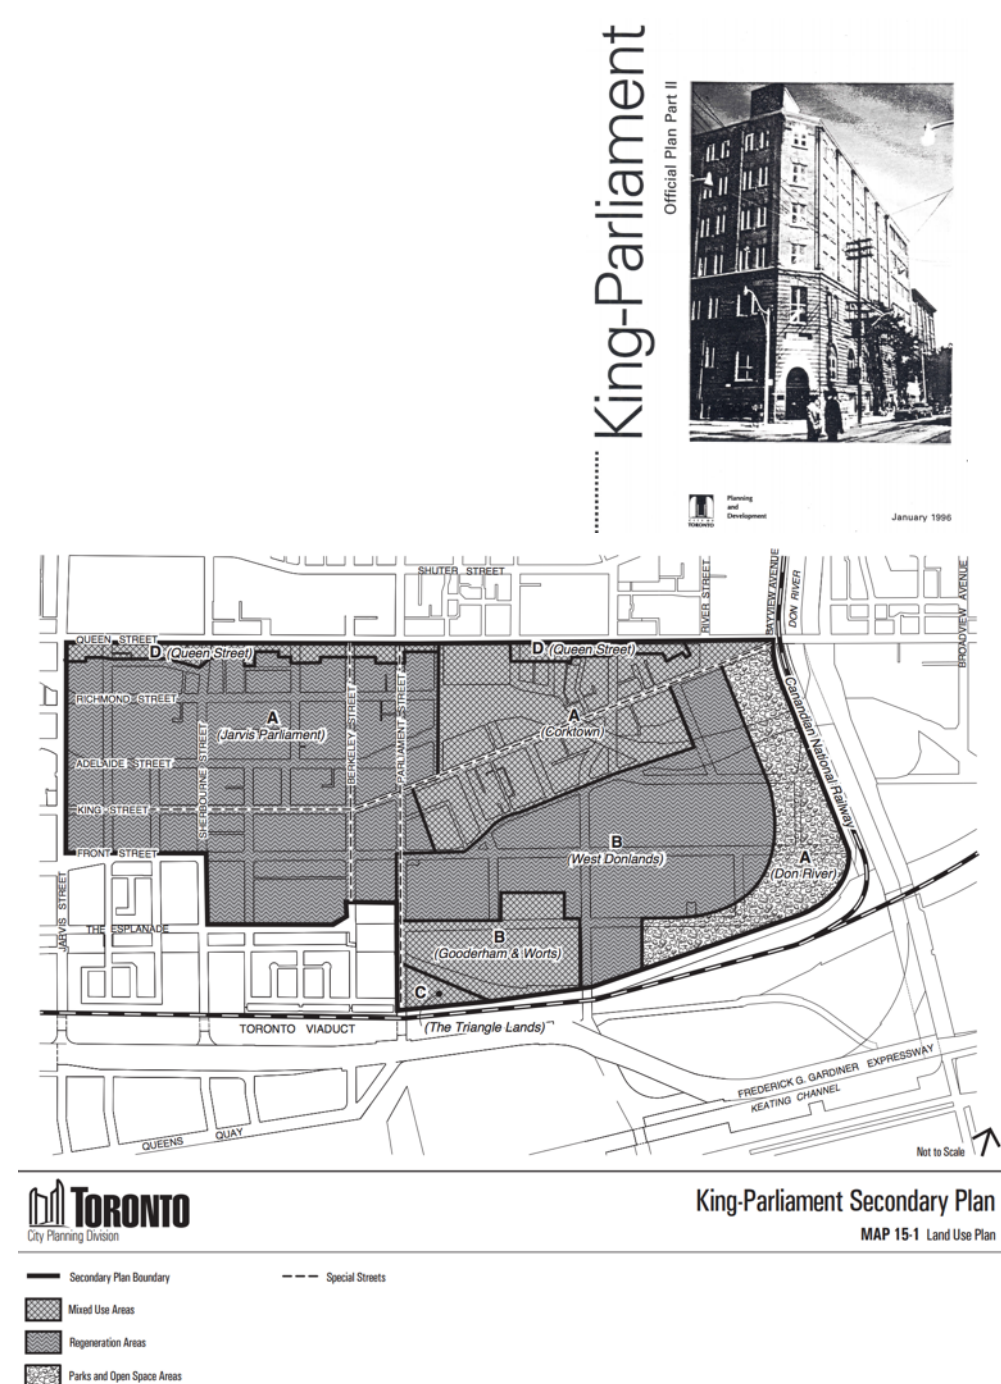 King-Parliament
Official Plan Part II
CITY OF
TORONTO
Planning
and
Development
January 1996
SHUTER STREET
RIVER STREET
BAYVIEW AVENUE
DON RIVER
BROADVIEW AVENUE
QUEEN STREET
D (Queen Street)
D (Queen Street)
RICHMOND STREET
A
(Jarvis Parliament)
A
(Corktown)
SHERBOURNE STREET
BERKELEY STREET
PARLIAMENT STREET
Canandian National Railway
ADELAIDE STREET
KING STREET
FRONT STREET
B
(West Donlands)
A
(Don River)
JARVIS STREET
THE ESPLANADE
B
(Gooderham & Worts)
C
(The Triangle Lands)
TORONTO VIADUCT
FREDERICK G. GARDINER EXPRESSWAY
KEATING CHANNEL
QUEENS QUAY
Not to Scale
TORONTO
City Planning Division
King-Parliament Secondary Plan
MAP 15-1 Land Use Plan
Secondary Plan Boundary
Special Streets
Mixed Use Areas
Regeneration Areas
Parks and Open Space Areas